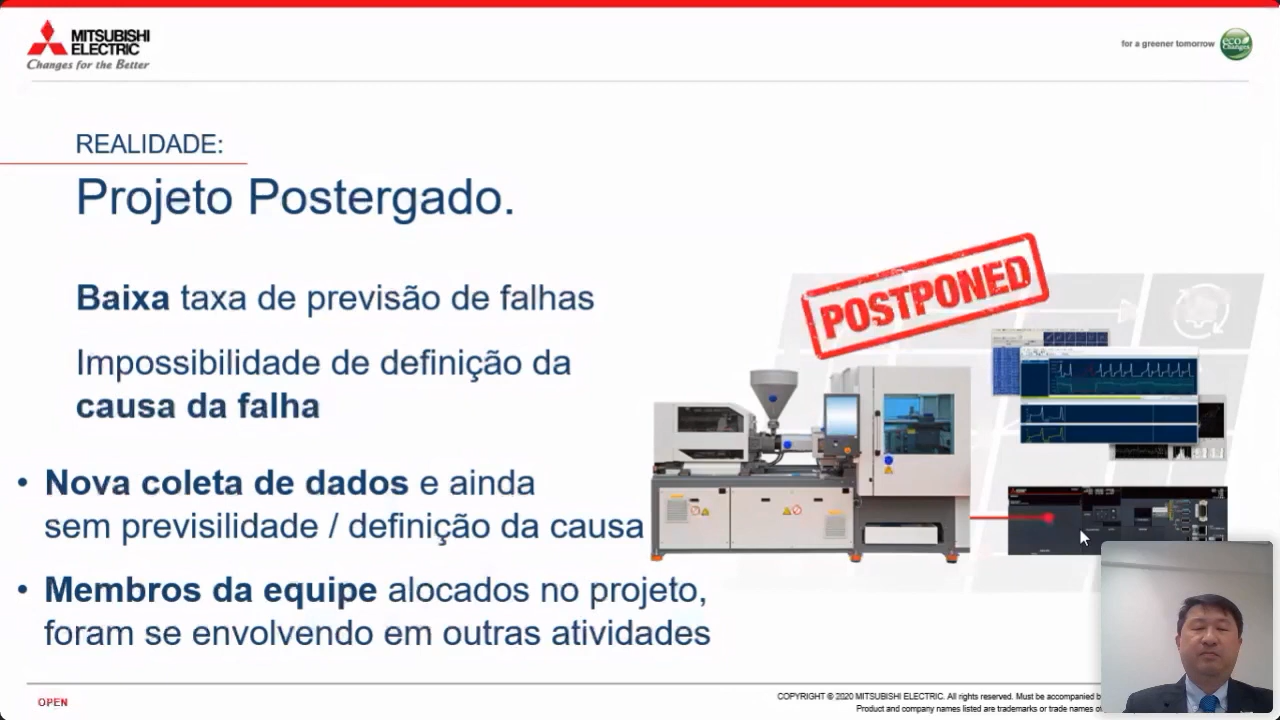 MITSUBISHI
ELECTRIC
Changes for the Better
for a greener tomorrow
eco
Changes
REALIDADE:
Projeto Postergado.
Baixa taxa de previsão de falhas
Impossibilidade de definição da
causa da falha
• Nova coleta de dados e ainda
sem previsilidade / definição da causa
• Membros da equipe alocados no projeto,
foram se envolvendo em outras atividades
POSTPONED
OPEN
COPYRIGHT © 2020 MITSUBISHI ELECTRIC. All rights reserved. Must be accompanied
Product and company names listed are trademarks or trade names